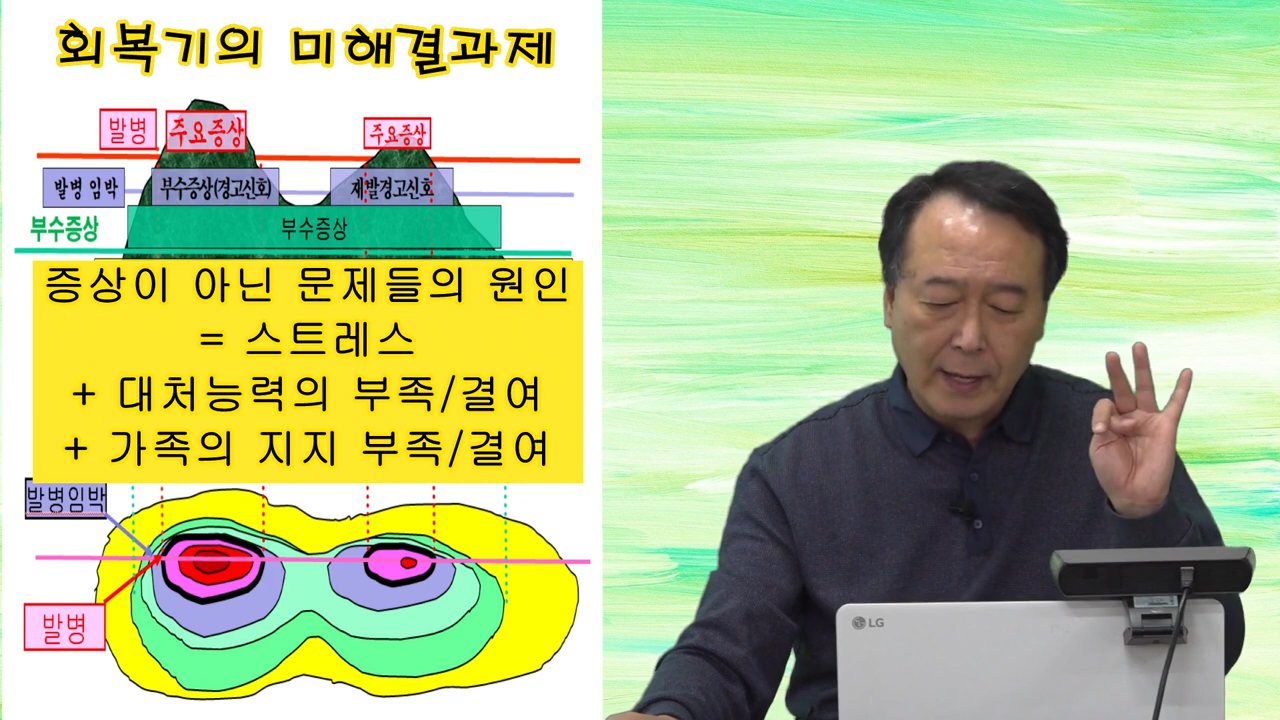 회복기의 미해결과제
발병
주요증상
주요증상
발병 임박
부수증상(경고신호)
재발경고신호
부수증상
부수증상
증상이 아닌 문제들의 원인
= 스트레스
+ 대처능력의 부족/결여
+ 가족의 지지 부족/결여
발병임박
발병
LG